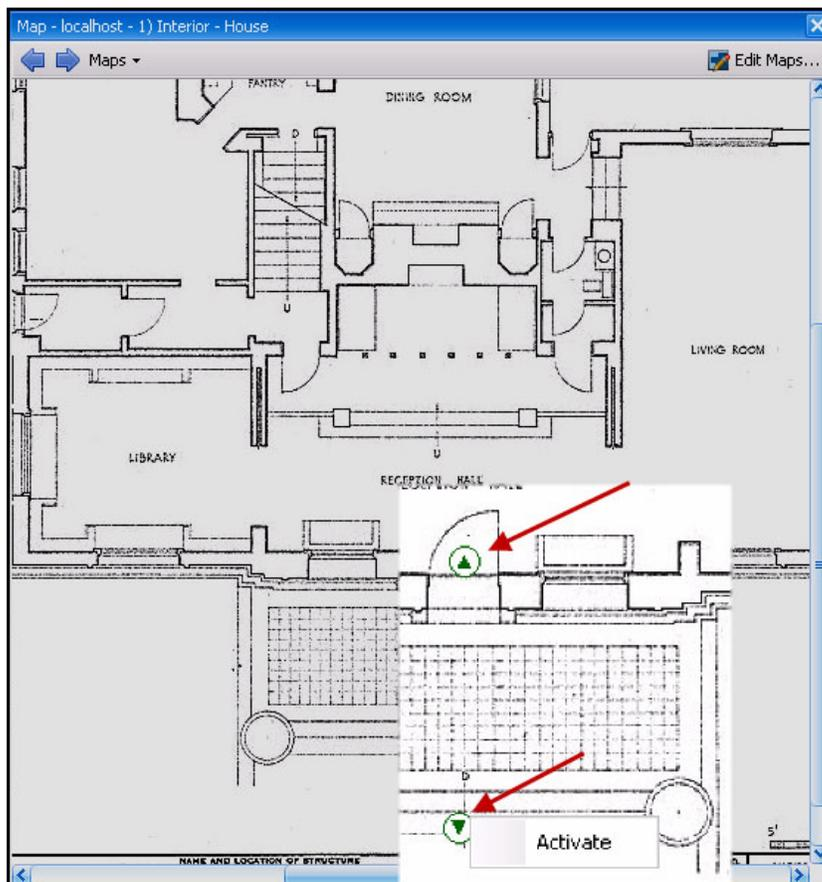 Map - localhost - 1) Interior - House
Maps
Edit Maps...
PANTRY
DINING ROOM
D
U
LIVING ROOM
LIBRARY
U
RECEPTION HALL
D
Activate
5'
NAME AND LOCATION OF STRUCTURE